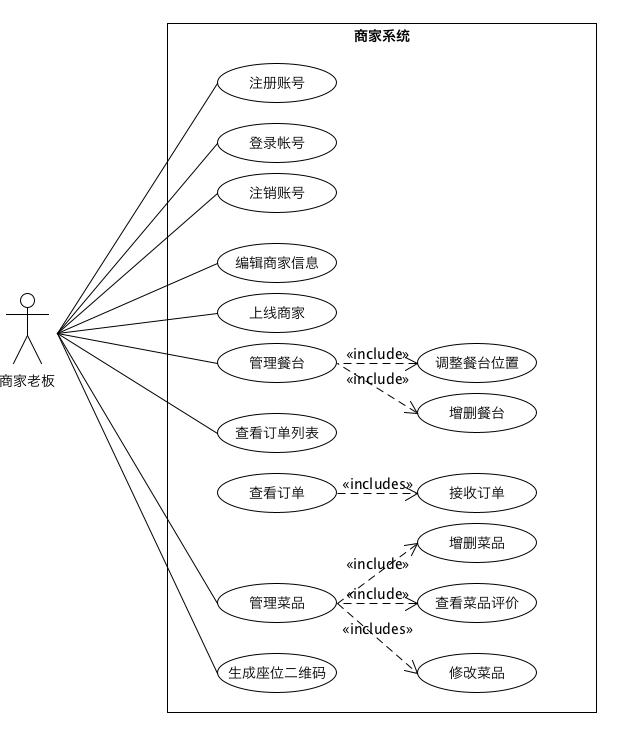 商家系统
注册账号
登录帐号
注销账号
编辑商家信息
上线商家
管理餐台
«include»
调整餐台位置
«include»
增删餐台
商家老板
查看订单列表
查看订单
«includes»
接收订单
增删菜品
«include»
管理菜品
«include»
查看菜品评价
«includes»
生成座位二维码
修改菜品